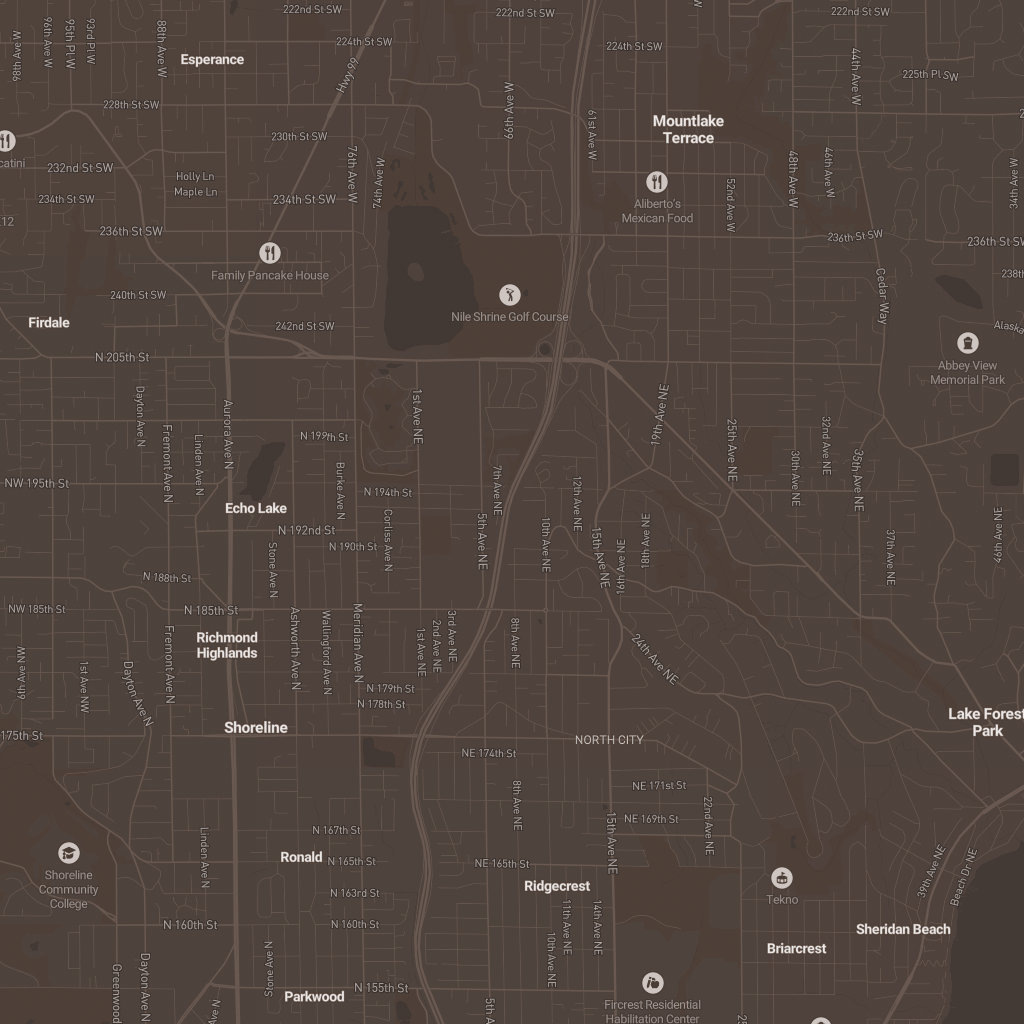 222nd St SW
222nd St SW
222nd St SW
96th Ave W
95th Pl W
93rd Pl W
88th Ave W
98th Ave W
224th St SW
224th St SW
Esperance
Hwy 99
44th Ave W
225th Pl SW
228th St SW
66th Ave W
61st Ave W
Mountlake
Terrace
230th St SW
76th Ave W
74th Ave W
232nd St SW
Holly Ln
Maple Ln
234th St SW
234th St SW
48th Ave W
46th Ave W
34th Ave W
52nd Ave W
Aliberto's
Mexican Food
236th St SW
236th St SW
236th St SW
Family Pancake House
240th St SW
Cedar Way
Nile Shrine Golf Course
Firdale
242nd St SW
N 205th St
Abbey View
Memorial Park
Dayton Ave N
Aurora Ave N
1st Ave NE
19th Ave NE
Fremont Ave N
Linden Ave N
N 199th St
25th Ave NE
32nd Ave NE
30th Ave NE
35th Ave NE
NW 195th St
Burke Ave N
N 194th St
7th Ave NE
12th Ave NE
Echo Lake
N 192nd St
Corliss Ave N
N 190th St
Stone Ave N
5th Ave NE
10th Ave NE
15th Ave NE
16th Ave NE
18th Ave NE
37th Ave NE
46th Ave NE
N 188th St
NW 185th St
N 185th St
Richmond
Highlands
Ashworth Ave N
Wallingford Ave N
Meridian Ave N
1st Ave NE
2nd Ave NE
3rd Ave NE
8th Ave NE
24th Ave NE
6th Ave NW
1st Ave NW
Dayton Ave N
Fremont Ave N
N 179th St
N 178th St
Shoreline
Lake Forest
Park
175th St
NORTH CITY
NE 174th St
8th Ave NE
NE 171st St
22nd Ave NE
NE 169th St
15th Ave NE
N 167th St
Linden Ave N
Ronald
N 165th St
NE 165th St
Shoreline
Community
College
Ridgecrest
N 163rd St
Tekno
39th Ave NE
Beach Dr NE
N 160th St
N 160th St
11th Ave NE
14th Ave NE
10th Ave NE
Sheridan Beach
Briarcrest
Greenwood
Dayton Ave N
Stone Ave N
Parkwood
N 155th St
Fircrest Residential
Habilitation Center